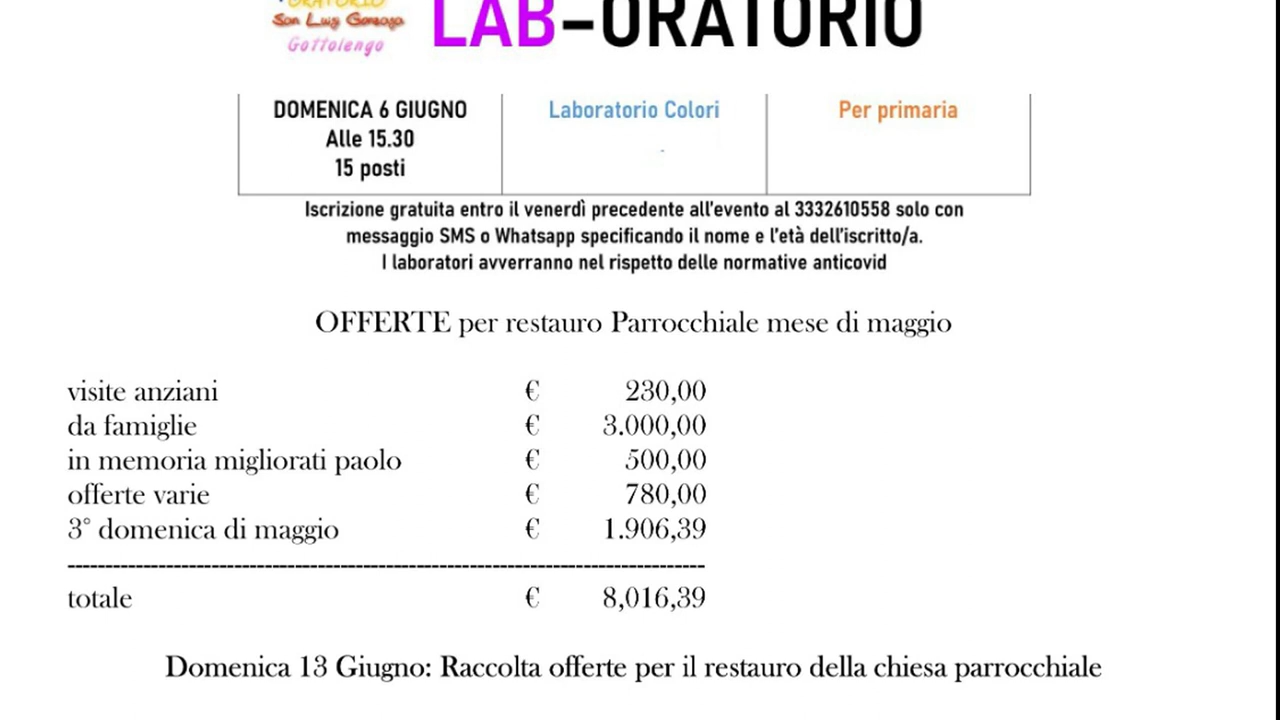 ORATORIO
San Luigi Gonzaga
Gottolengo
LAB-ORATORIO
DOMENICA 6 GIUGNO
Alle 15.30
15 posti
Laboratorio Colori
Per primaria
Iscrizione gratuita entro il venerdì precedente all'evento al 3332610558 solo con
messaggio SMS o Whatsapp specificando il nome e l'età dell'iscritto/a.
I laboratori avverranno nel rispetto delle normative anticovid
OFFERTE per restauro Parrocchiale mese di maggio
visite anziani € 230,00
da famiglie € 3.000,00
in memoria migliorati paolo € 500,00
offerte varie € 780,00
3° domenica di maggio € 1.906,39
--------------------------------------------------------------------------------------
totale € 8,016,39
Domenica 13 Giugno: Raccolta offerte per il restauro della chiesa parrocchiale